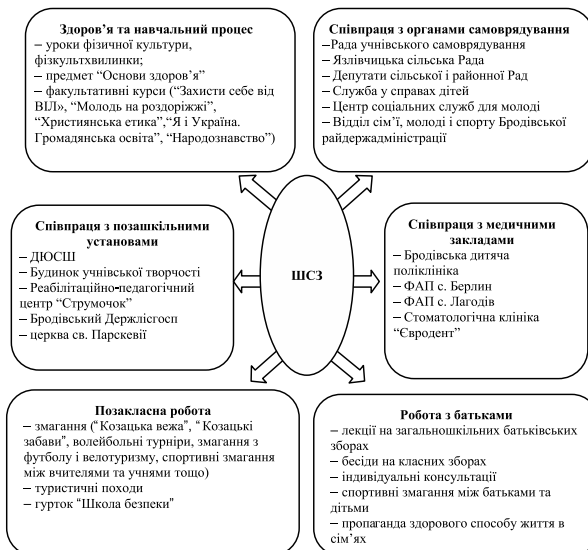 Здоров’я та навчальний процес
– уроки фізичної культури,
фізкультхвилинки;
– предмет “Основи здоров’я”
– факультативні курси (“Захисти себе від
ВІЛ», “Молодь на роздоріжжі”,
“Християнська етика”,“Я і Україна.
Громадянська освіта”, “Народознавство”)
Співпраця з органами самоврядування
–Рада учнівського самоврядування
– Язлівчицька сільська Рада
– Депутати сільської і районної Рад
– Служба у справах дітей
– Центр соціальних служб для молоді
– Відділ сім’ї, молоді і спорту Бродівської
райдержадміністрації
Співпраця з позашкільними
установами
– ДЮСШ
– Будинок учнівської творчості
– Реабілітаційно-педагогічний
центр “Струмочок”
– Бродівський Держлісгосп
– церква св. Парскевії
ШСЗ
Співпраця з медичними
закладами
– Бродівська дитяча
поліклініка
– ФАП с. Берлин
– ФАП с. Лагодів
– Стоматологічна клініка
“Євродент”
Позакласна робота
– змагання (“Козацька вежа”, “Козацькі
забави”, волейбольні турніри, змагання з
футболу і велотуризму, спортивні змагання
між вчителями та учнями тощо)
– туристичні походи
– гурток “Школа безпеки”
Робота з батьками
– лекції на загальношкільних батьківських
зборах
– бесіди на класних зборах
– індивідуальні консультації
– спортивні змагання між батьками та
дітьми
– пропаганда здорового способу життя в
сім’ях